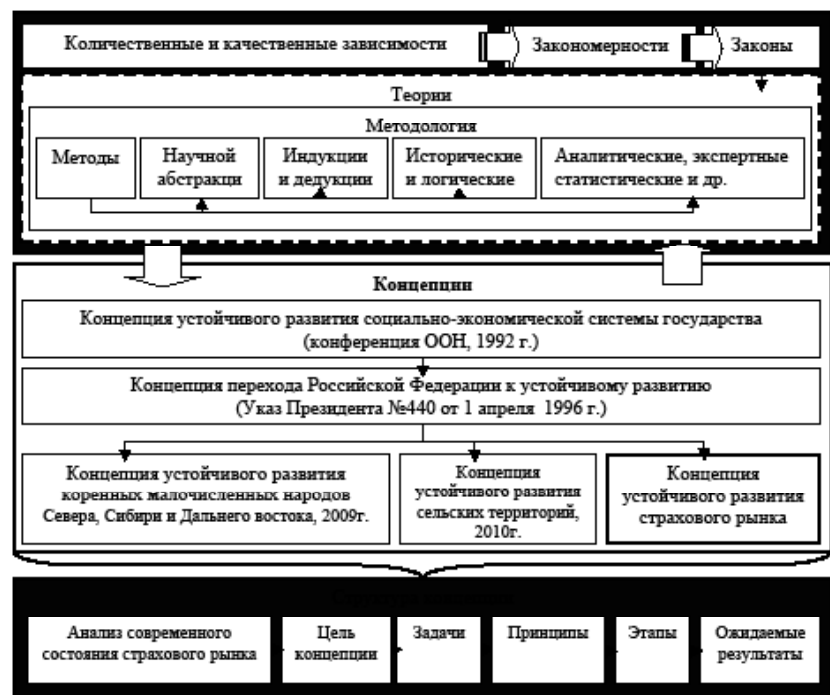 Количественные и качественные зависимости
Закономерности
Законы
Теории
Методология
Методы
Научной
абстракци
Индукции
и дедукции
Исторические
и логические
Аналитические, экспертные
статистические и др.
Концепции
Концепция устойчивого развития социально-экономической системы государства
(конференция ООН, 1992 г.)
Концепция перехода Российской Федерации к устойчивому развитию
(Указ Президента №440 от 1 апреля 1996 г.)
Концепция устойчивого развития
коренных малочисленных народов
Севера, Сибири и Дальнего востока, 2009г.
Концепция
устойчивого развития
сельских территорий,
2010г.
Концепция
устойчивого развития
страхового рынка
Анализ современного
состояния страхового рынка
Цель
концепции
Задачи
Принципы
Этапы
Ожидаемые
результаты